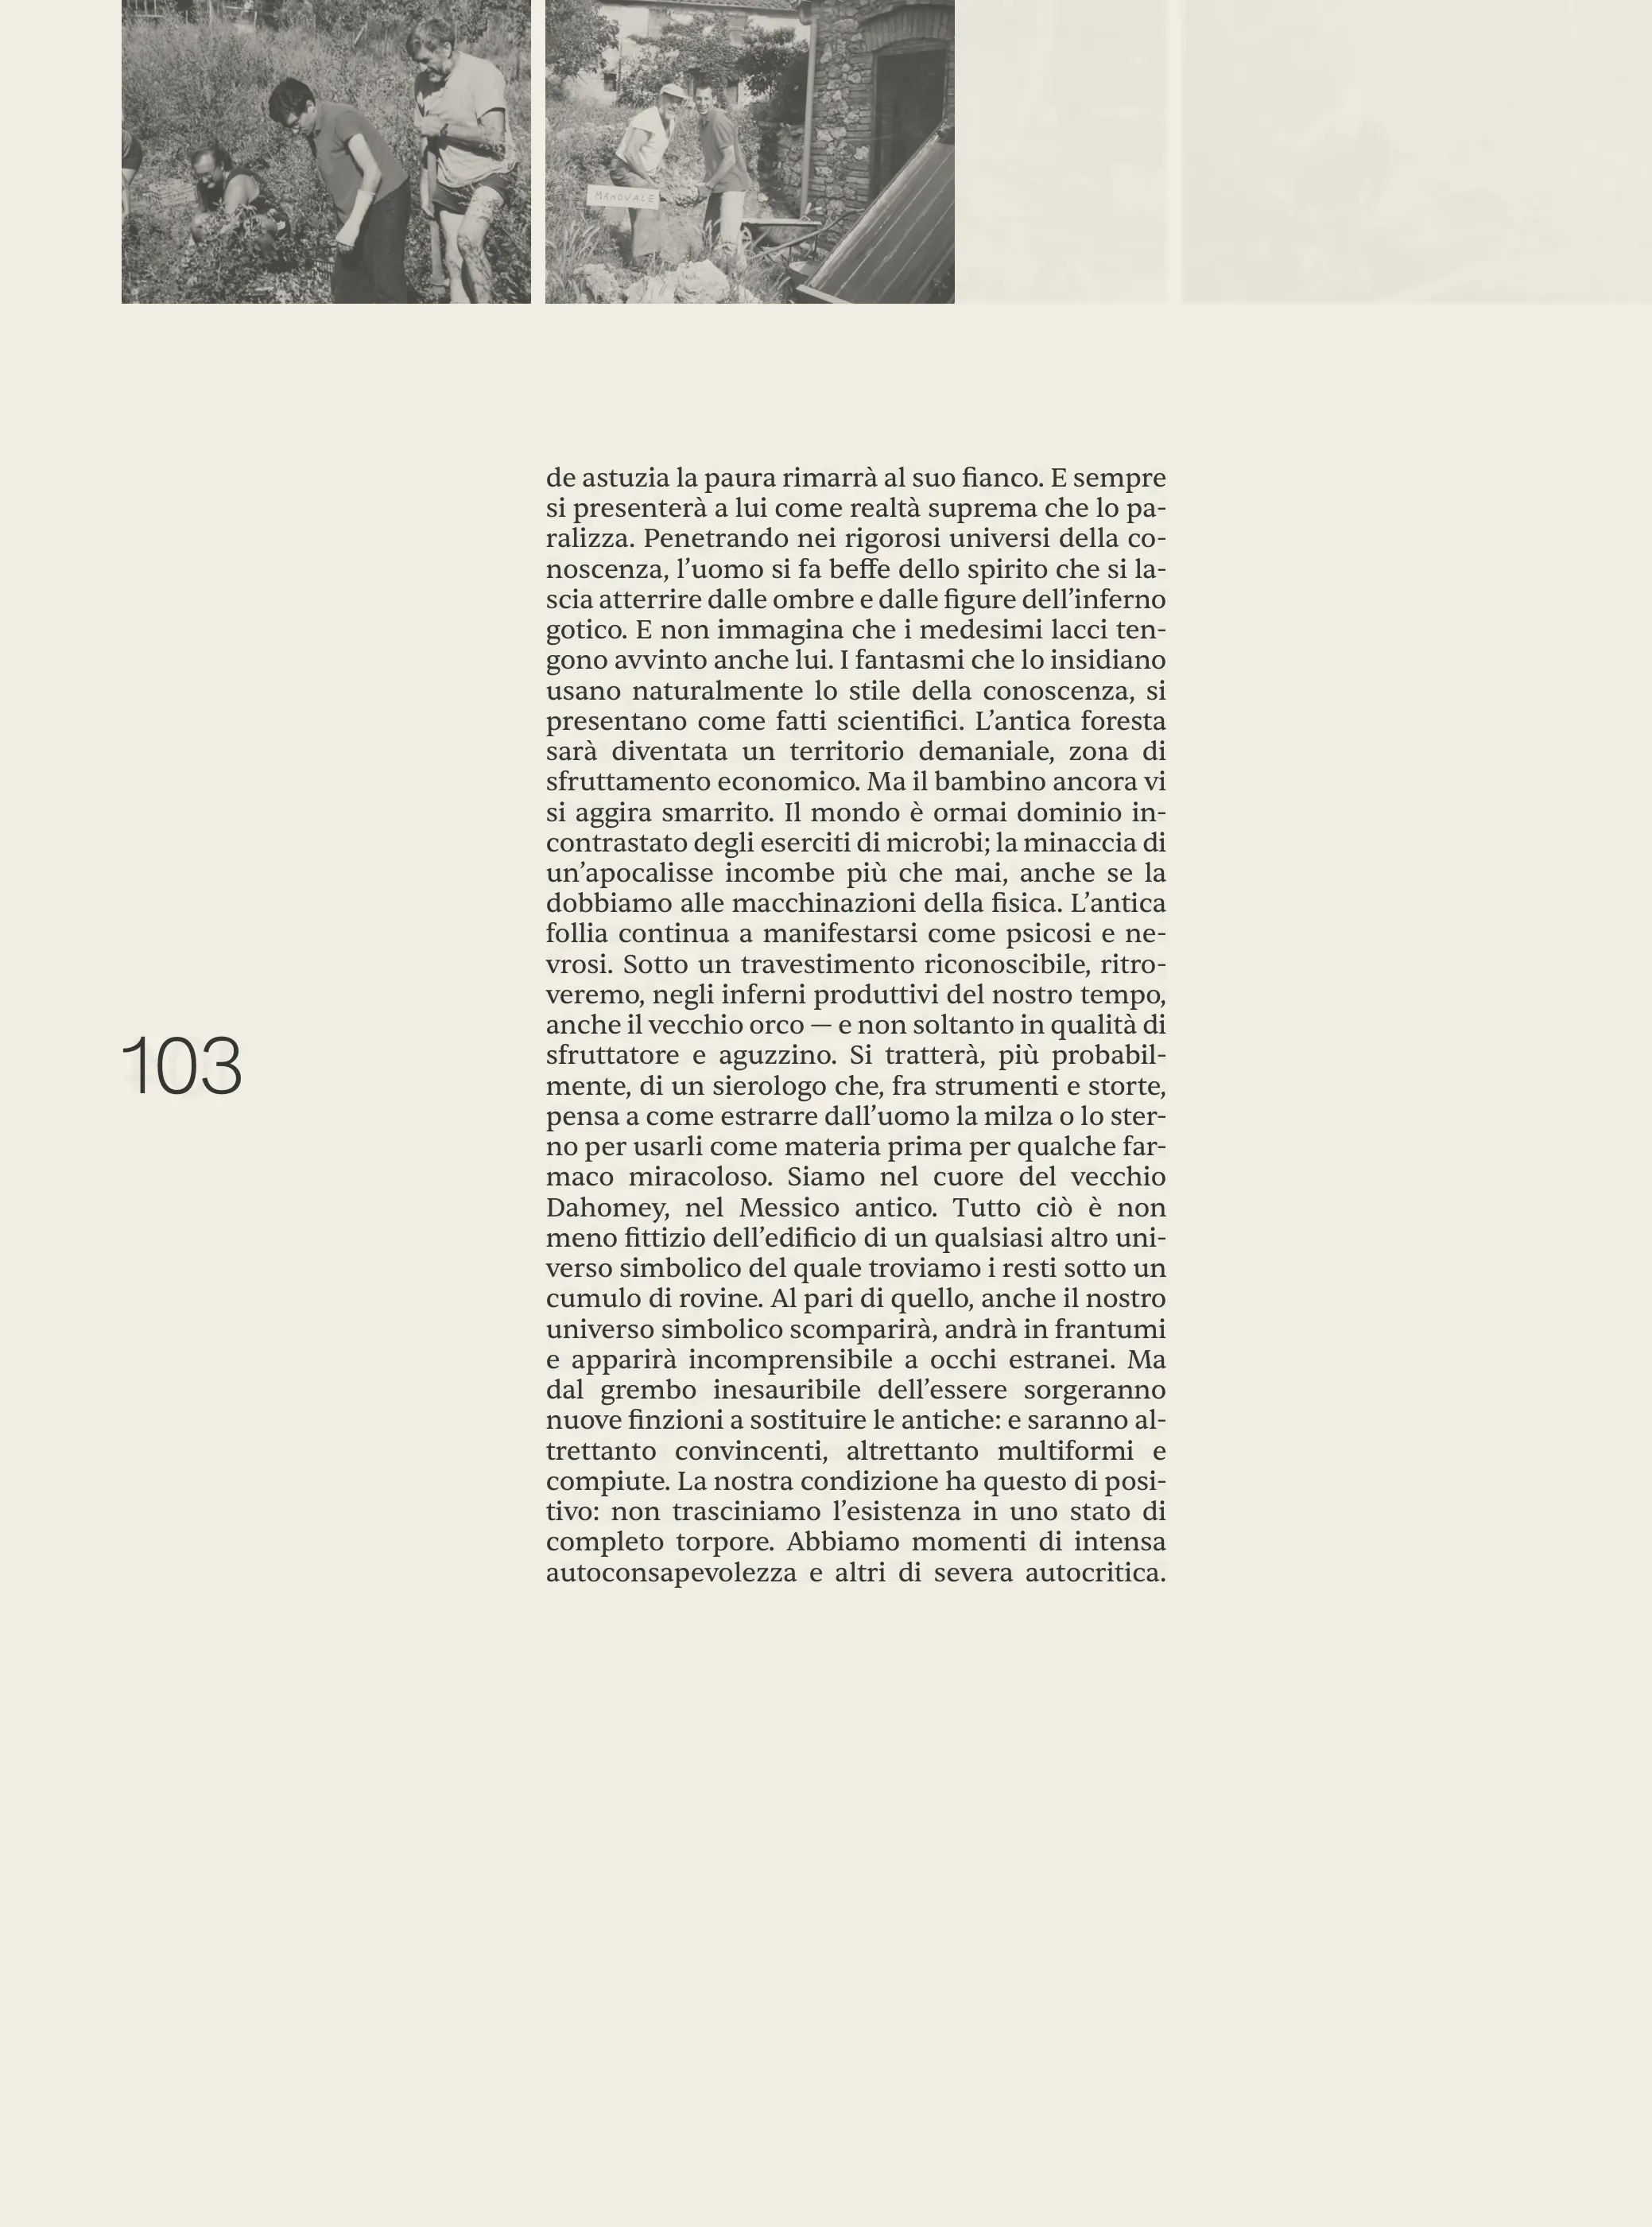 MANOVALE
de astuzia la paura rimarrà al suo fianco. E sempre
si presenterà a lui come realtà suprema che lo pa-
ralizza. Penetrando nei rigorosi universi della co-
noscenza, l’uomo si fa beffe dello spirito che si la-
scia atterrire dalle ombre e dalle figure dell’inferno
gotico. E non immagina che i medesimi lacci ten-
gono avvinto anche lui. I fantasmi che lo insidiano
usano naturalmente lo stile della conoscenza, si
presentano come fatti scientifici. L’antica foresta
sarà diventata un territorio demaniale, zona di
sfruttamento economico. Ma il bambino ancora vi
si aggira smarrito. Il mondo è ormai dominio in-
contrastato degli eserciti di microbi; la minaccia di
un’apocalisse incombe più che mai, anche se la
dobbiamo alle macchinazioni della fisica. L’antica
follia continua a manifestarsi come psicosi e ne-
vrosi. Sotto un travestimento riconoscibile, ritro-
veremo, negli inferni produttivi del nostro tempo,
anche il vecchio orco — e non soltanto in qualità di
sfruttatore e aguzzino. Si tratterà, più probabil-
mente, di un sierologo che, fra strumenti e storte,
pensa a come estrarre dall’uomo la milza o lo ster-
no per usarli come materia prima per qualche far-
maco miracoloso. Siamo nel cuore del vecchio
Dahomey, nel Messico antico. Tutto ciò è non
meno fittizio dell’edificio di un qualsiasi altro uni-
verso simbolico del quale troviamo i resti sotto un
cumulo di rovine. Al pari di quello, anche il nostro
universo simbolico scomparirà, andrà in frantumi
e apparirà incomprensibile a occhi estranei. Ma
dal grembo inesauribile dell’essere sorgeranno
nuove finzioni a sostituire le antiche: e saranno al-
trettanto convincenti, altrettanto multiformi e
compiute. La nostra condizione ha questo di posi-
tivo: non trasciniamo l’esistenza in uno stato di
completo torpore. Abbiamo momenti di intensa
autoconsapevolezza e altri di severa autocritica.
103